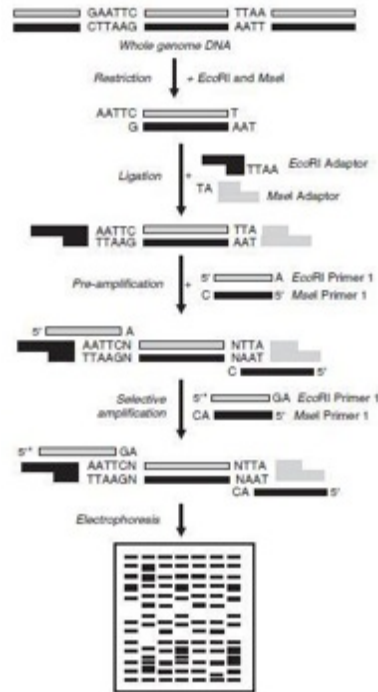 GAATTC TTAA
CTTAAG AATT
Whole genome DNA
Restriction + EcoRI and MseI
AATTC T
G AAT
Ligation +
TTAA EcoRI Adaptor
TA MseI Adaptor
AATTC TTA
TTAAG AAT
Pre-amplification + 5' A EcoRI Primer 1
C 5' MseI Primer 1
5' A
AATTCN NTTA
TTAAGN NAAT
C 5'
Selective amplification 5'* GA EcoRI Primer 1
CA 5' MseI Primer 1
5'* GA
AATTCN NTTA
TTAAGN NAAT
CA 5'
Electrophoresis